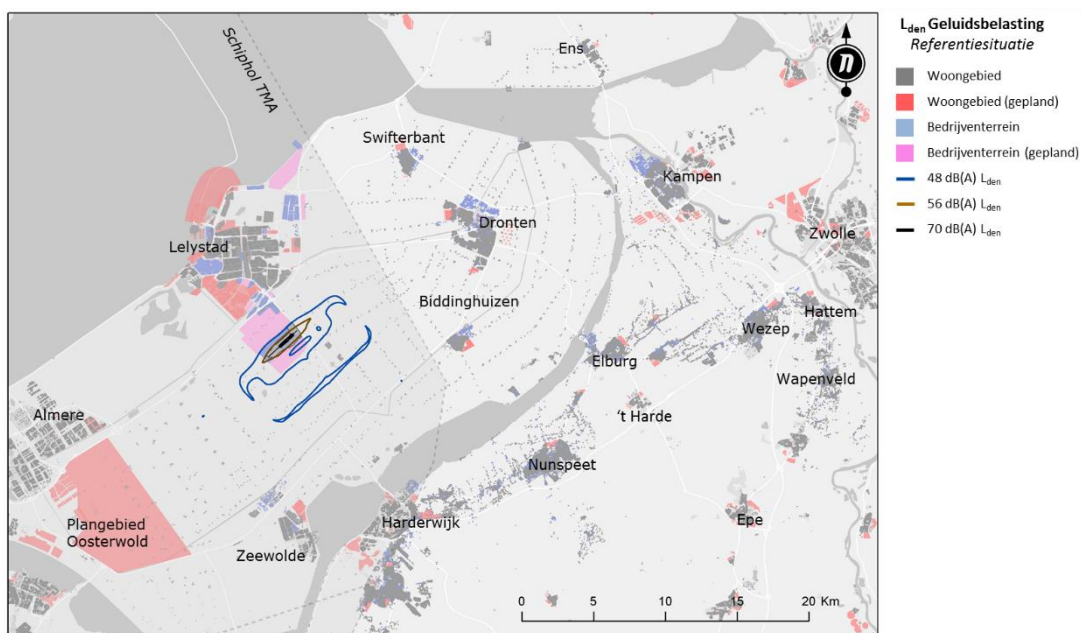 Schiphol TMA
Ens
Swifterbant
Kampen
Dronten
Lelystad
Zwolle
Biddinghuizen
Hattem
Wezep
Elburg
Wapenveld
Almere
't Harde
Nunspeet
Harderwijk
Epe
Plangebied
Oosterwold
Zeewolde
0 5 10 15 20 Km
n
Lden Geluidsbelasting
Referentiesituatie
Woongebied
Woongebied (gepland)
Bedrijventerrein
Bedrijventerrein (gepland)
48 dB(A) Lden
56 dB(A) Lden
70 dB(A) Lden